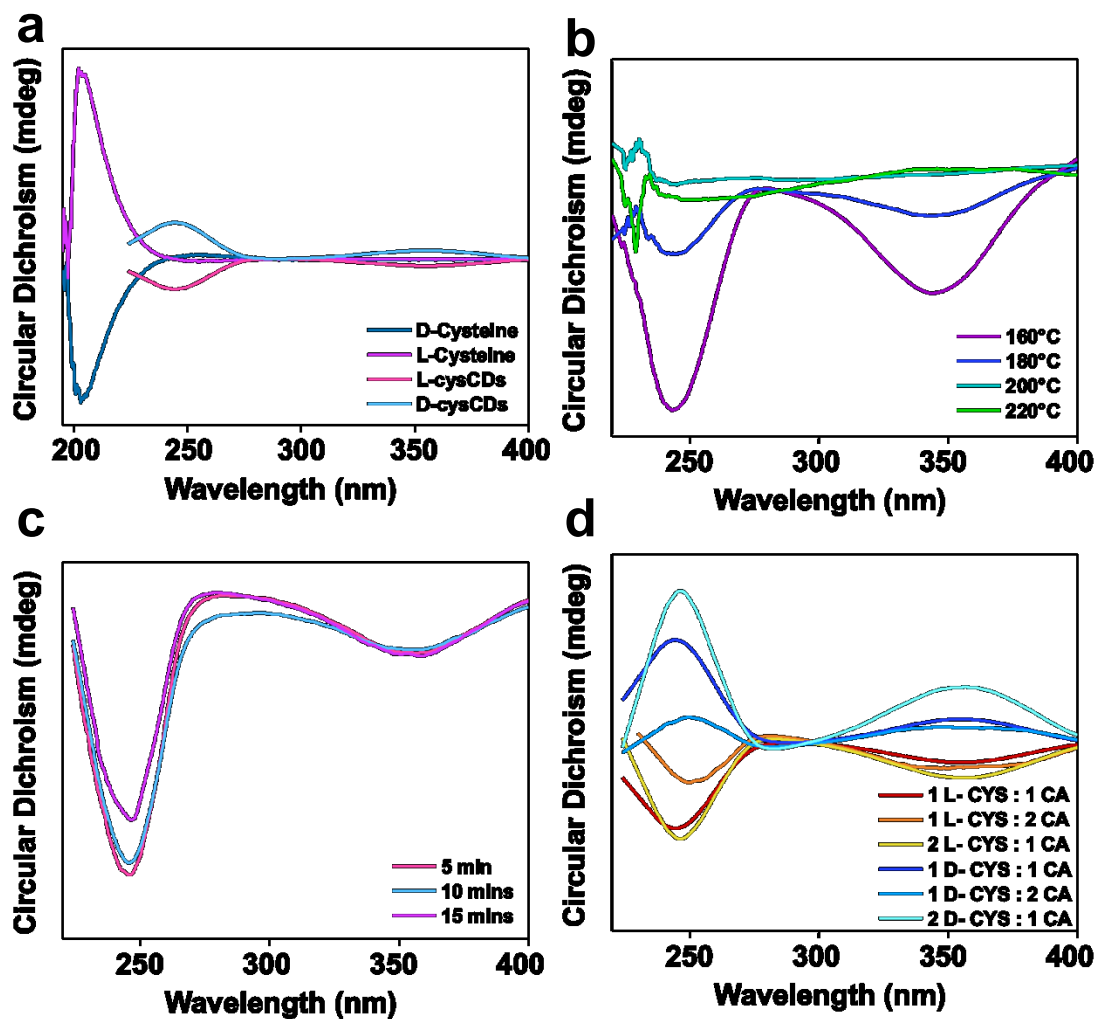 a
Circular Dichroism (mdeg)
D-Cysteine
L-Cysteine
L-cysCDs
D-cysCDs
200
250
300
350
400
Wavelength (nm)
b
Circular Dichroism (mdeg)
160°C
180°C
200°C
220°C
250
300
350
400
Wavelength (nm)
c
Circular Dichroism (mdeg)
5 min
10 mins
15 mins
250
300
350
400
Wavelength (nm)
d
Circular Dichroism (mdeg)
1 L- CYS : 1 CA
1 L- CYS : 2 CA
2 L- CYS : 1 CA
1 D- CYS : 1 CA
1 D- CYS : 2 CA
2 D- CYS : 1 CA
250
300
350
400
Wavelength (nm)